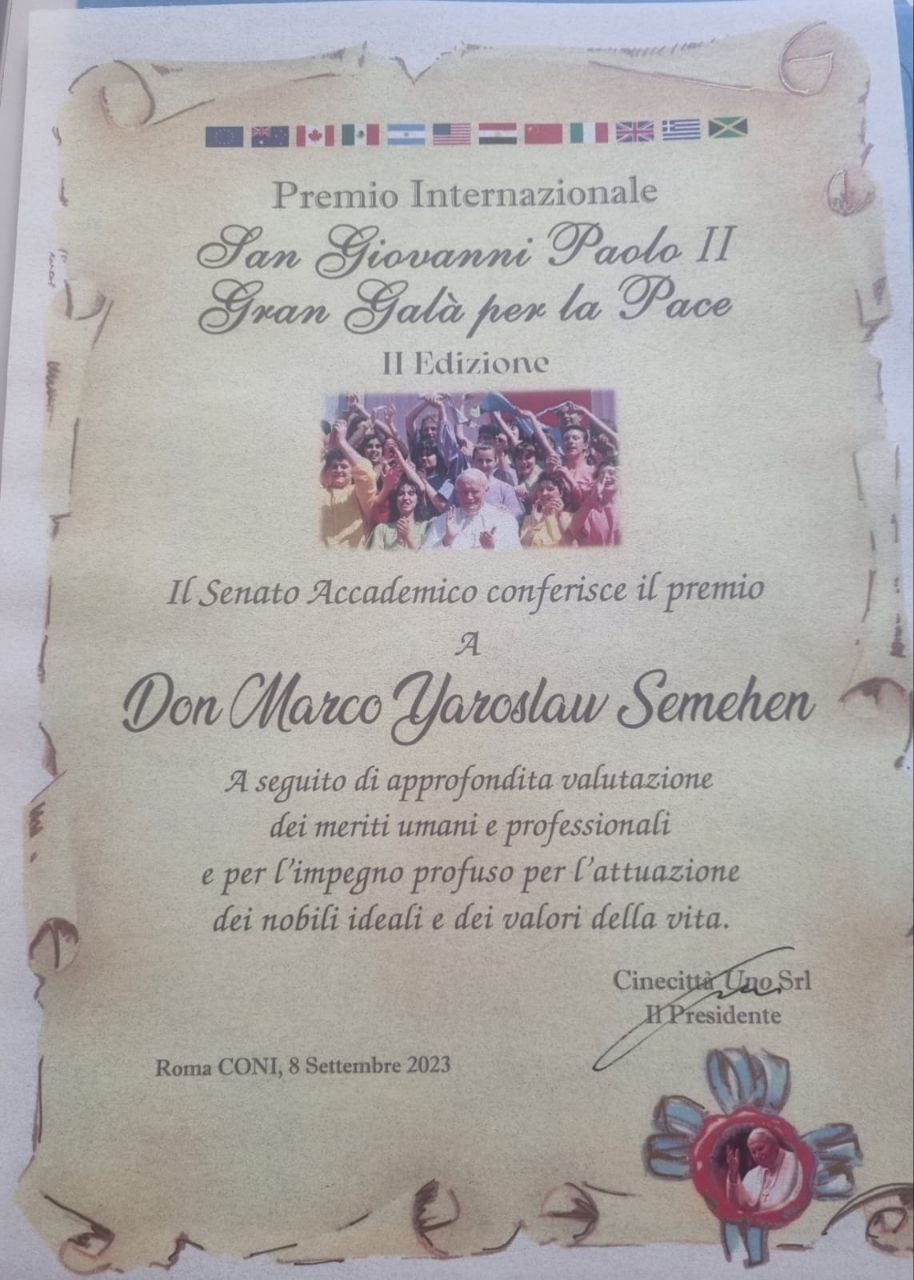 Premio Internazionale
San Giovanni Paolo II
Gran Galà per la Pace
II Edizione
Il Senato Accademico conferisce il premio
A
Don Marco Yaroslaw Semehen
A seguito di approfondita valutazione
dei meriti umani e professionali
e per l'impegno profuso per l'attuazione
dei nobili ideali e dei valori della vita.
Cinecittà Uno Srl
Il Presidente
Roma CONI, 8 Settembre 2023